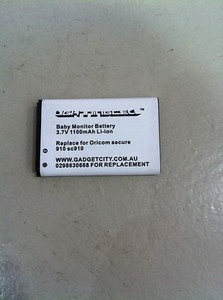 Baby Monitor Battery
3.7V 1100mAh Li-ion
Replace for Oricom secure
910 sc910
WWW.GADGETCITY.COM.AU
0298630668 FOR REPLACEMENT